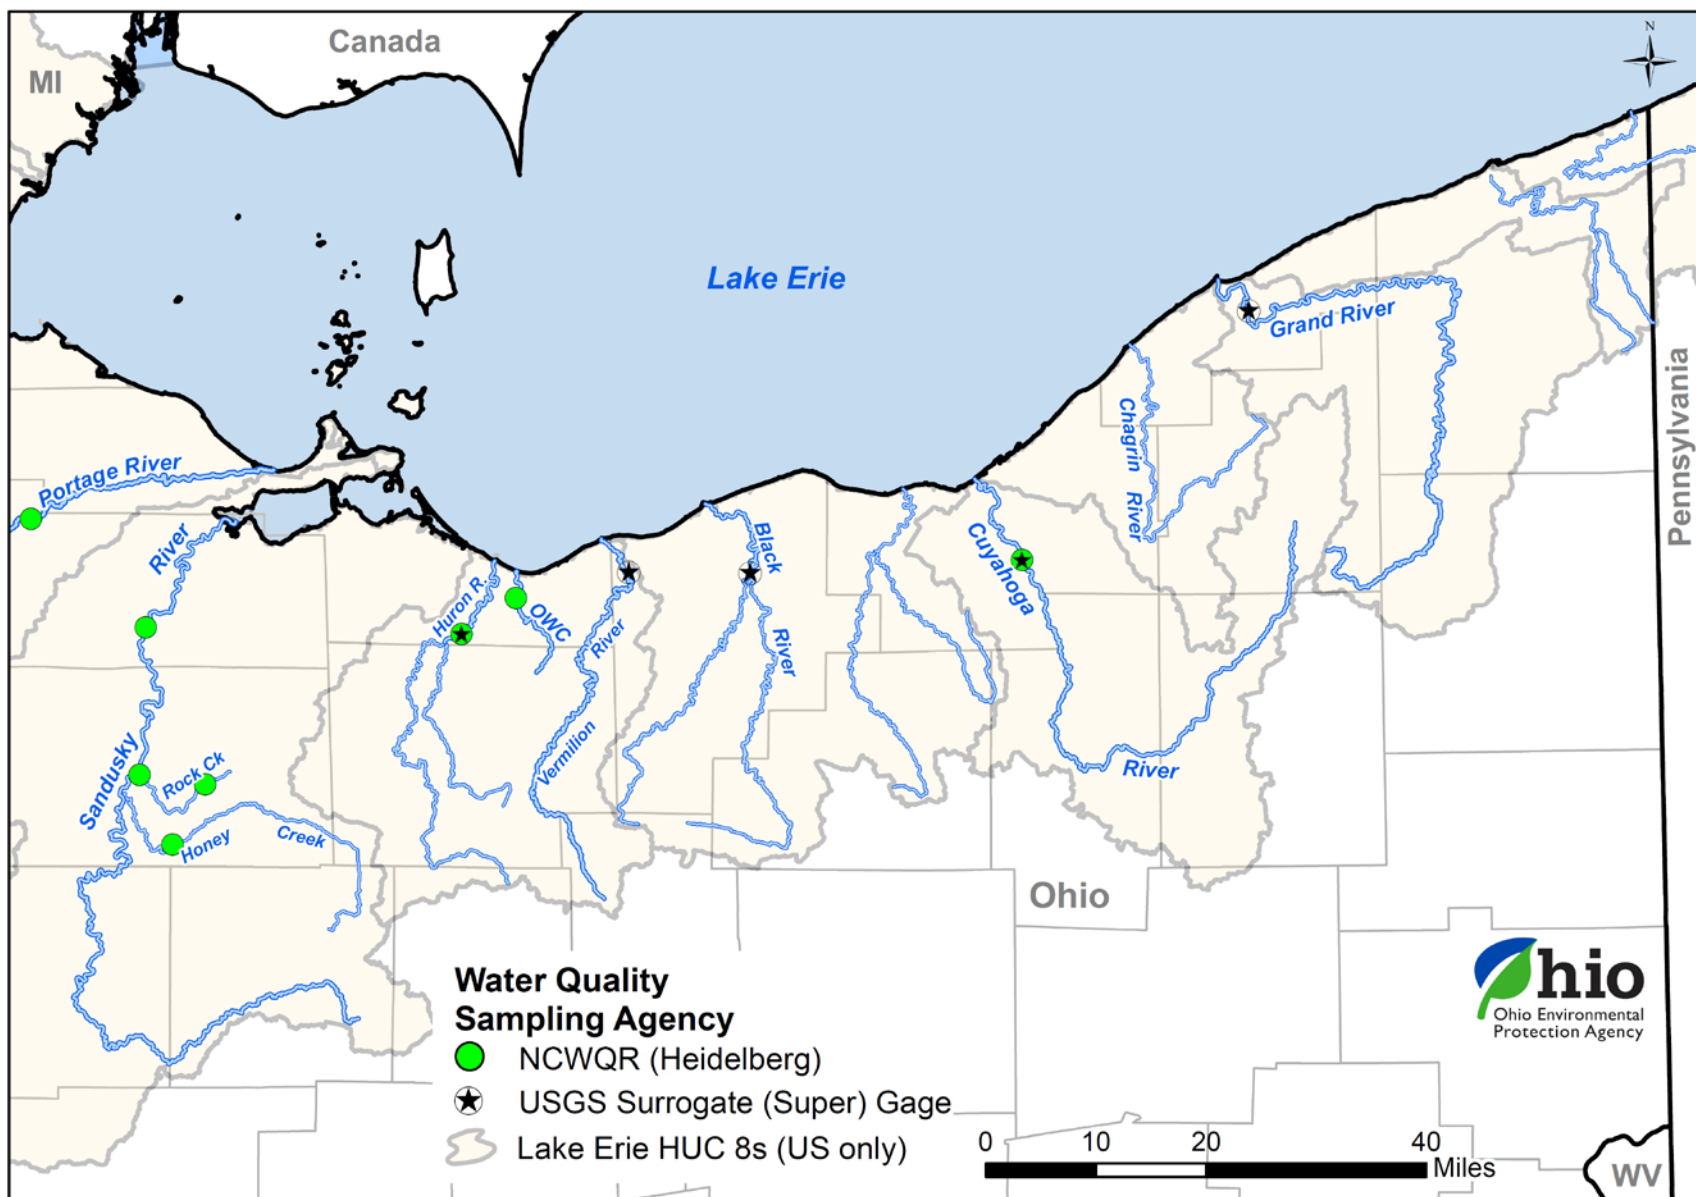 N
Canada
MI
Lake Erie
Grand River
Pennsylvania
Chagrin River
Portage River
River
Black
Cuyahoga
Huron R.
OWC
River
River
Sandusky
Rock Ck
Vermilion
River
Honey Creek
Ohio
Water Quality
Sampling Agency
NCWQR (Heidelberg)
USGS Surrogate (Super) Gage
Lake Erie HUC 8s (US only)
Ohio
Ohio Environmental
Protection Agency
0 10 20 40
Miles
WV